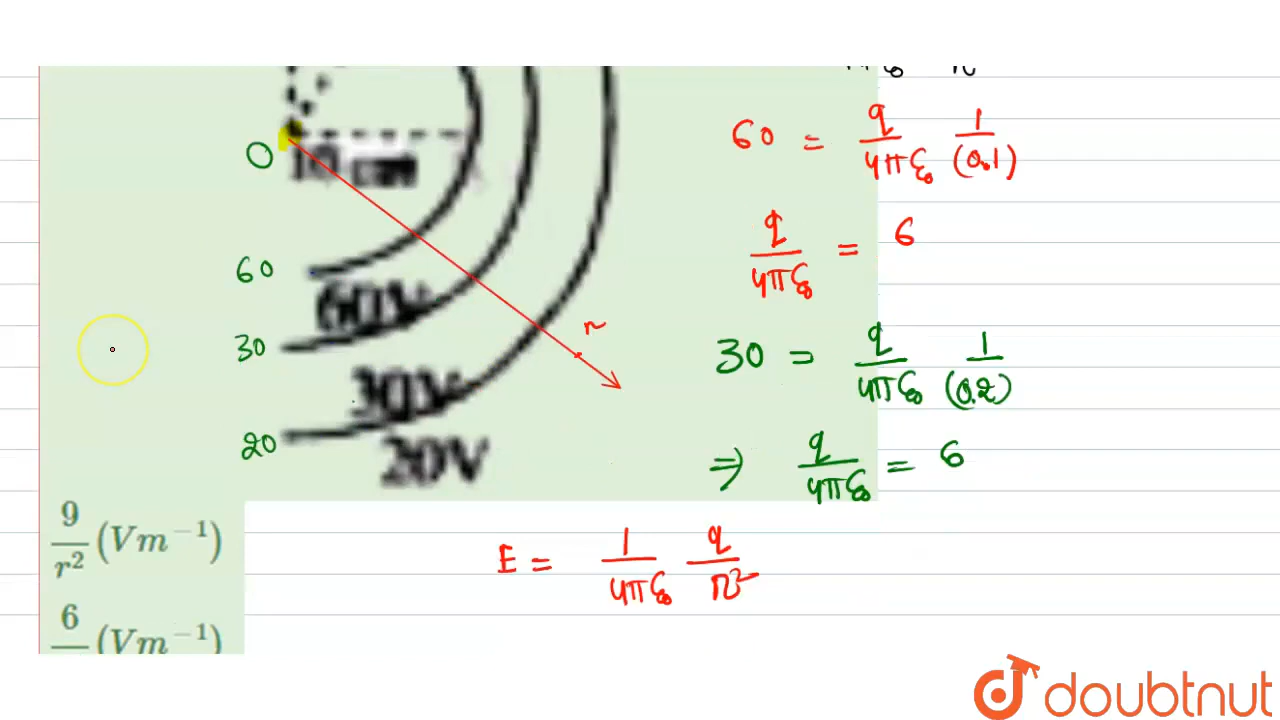 60 = q/4πε₀ 1/(0.1)
O
10 cm
q/4πε₀ = 6
60
60V
30
30 = q/4πε₀ 1/(0.2)
30V
20
20V
⇒ q/4πε₀ = 6
9/r² (Vm⁻¹)
E = 1/4πε₀ q/r²
r
6
(Vm⁻¹)
doubtnut